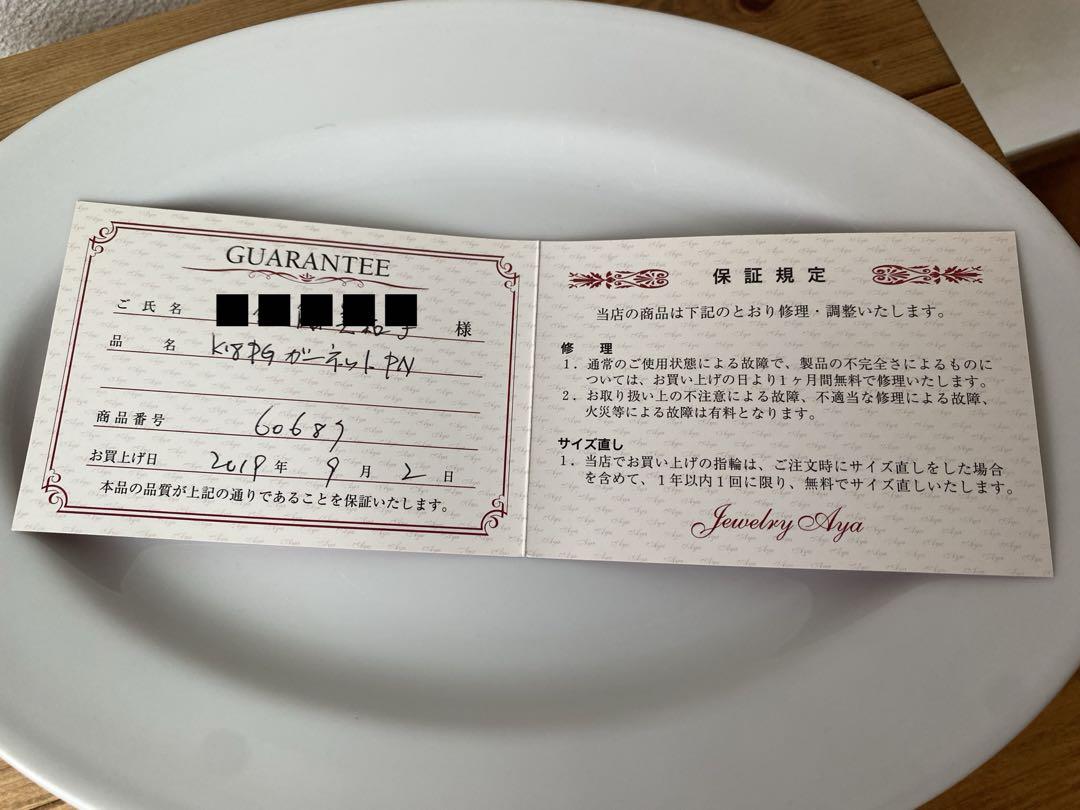 GUARANTEE
ご氏名 様
品名 K18PG ガーネットPN
商品番号 60689
お買上げ日 2019年 9月 2日
本品の品質が上記の通りであることを保証いたします。
保証規定
当店の商品は下記のとおり修理・調整いたします。
修理
1．通常のご使用状態による故障で、製品の不完全さによるものに
ついては、お買い上げの日より1ヶ月間無料で修理いたします。
2．お取り扱い上の不注意による故障、不適当な修理による故障、
火災等による故障は有料となります。
サイズ直し
1．当店でお買い上げの指輪は、ご注文時にサイズ直しをした場合
を含めて、1年以内1回に限り、無料でサイズ直しいたします。
Jewelry Aya